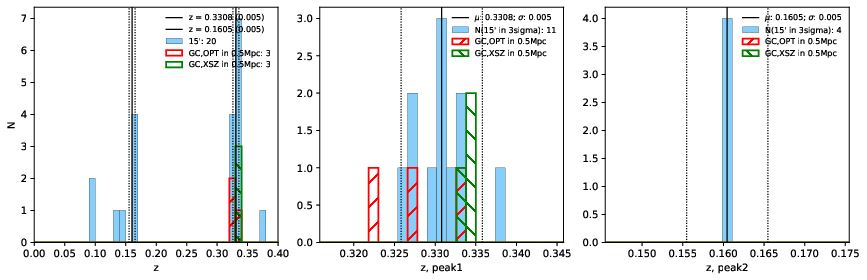 z = 0.3308 (0.005)
z = 0.1605 (0.005)
15': 20
GC,OPT in 0.5Mpc: 3
GC,XSZ in 0.5Mpc: 3
7
6
5
4
3
2
1
0
N
0.00 0.05 0.10 0.15 0.20 0.25 0.30 0.35 0.40
z
μ: 0.3308; σ: 0.005
N(15' in 3sigma): 11
GC,OPT in 0.5Mpc
GC,XSZ in 0.5Mpc
3.0
2.5
2.0
1.5
1.0
0.5
0.0
0.320 0.325 0.330 0.335 0.340 0.345
z, peak1
μ: 0.1605; σ: 0.005
N(15' in 3sigma): 4
GC,OPT in 0.5Mpc
GC,XSZ in 0.5Mpc
4.0
3.5
3.0
2.5
2.0
1.5
1.0
0.5
0.0
0.150 0.155 0.160 0.165 0.170 0.175
z, peak2